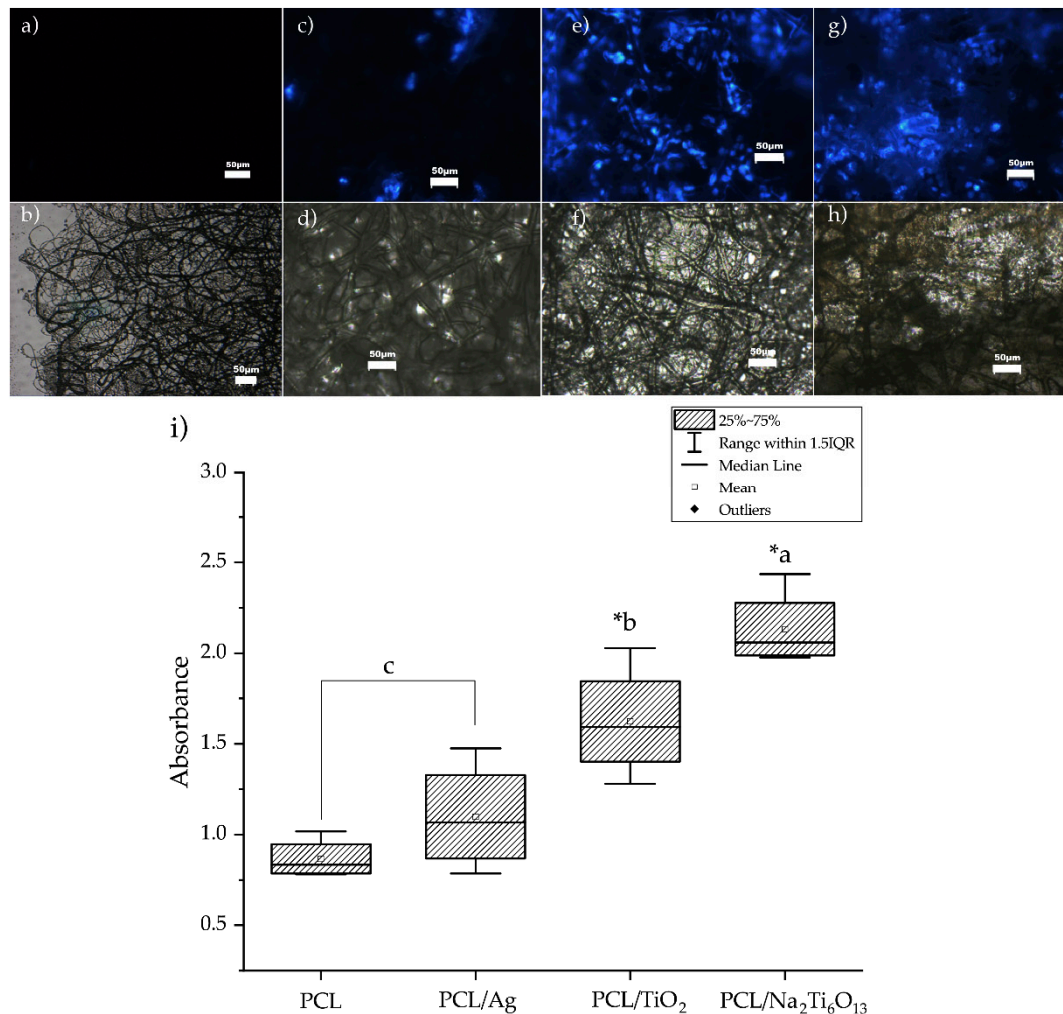 a)
c)
e)
g)
50µm
50µm
50µm
50µm
b)
d)
f)
h)
50µm
50µm
50µm
50µm
i)
25%~75%
Range within 1.5IQR
Median Line
Mean
Outliers
3.0
2.5
2.0
1.5
1.0
0.5
Absorbance
c
*b
*a
PCL
PCL/Ag
PCL/TiO₂
PCL/Na₂Ti₆O₁₃